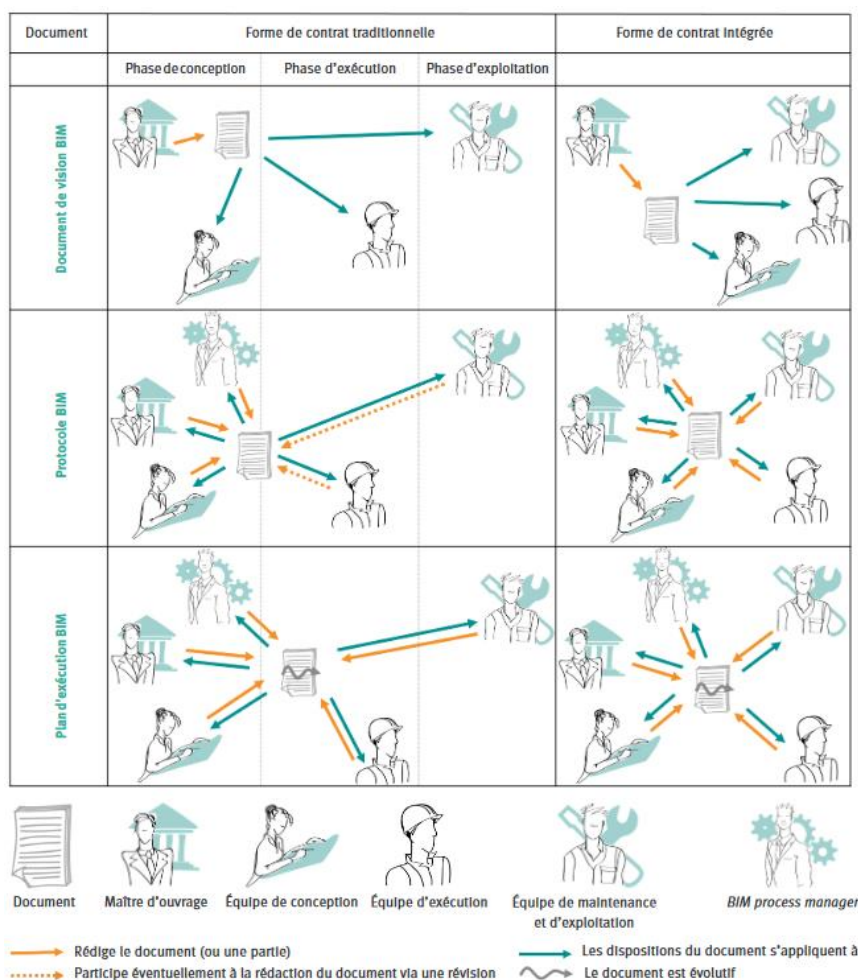 Document
Forme de contrat traditionnelle
Forme de contrat intégrée
Phase de conception
Phase d'exécution
Phase d'exploitation
Document de vision BIM
Protocole BIM
Plan d'exécution BIM
Document
Maître d'ouvrage
Équipe de conception
Équipe d'exécution
Équipe de maintenance
et d'exploitation
BIM process manager
Rédige le document (ou une partie)
Les dispositions du document s'appliquent à
Participe éventuellement à la rédaction du document via une révision
Le document est évolutif